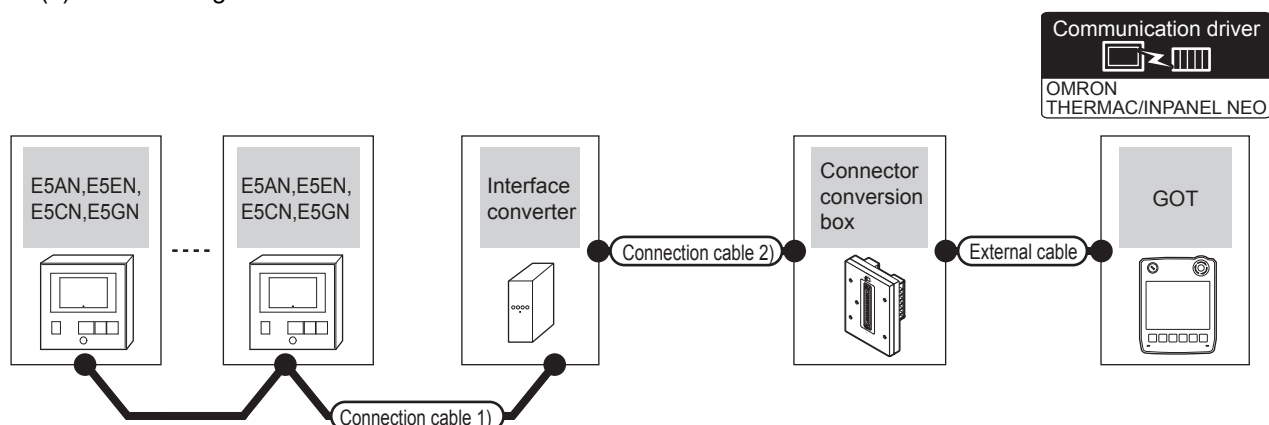 Communication driver
OMRON
THERMAC/INPANEL NEO
E5AN,E5EN,
E5CN,E5GN
E5AN,E5EN,
E5CN,E5GN
Interface
converter
Connection cable 2)
Connector
conversion
box
External cable
GOT
Connection cable 1)